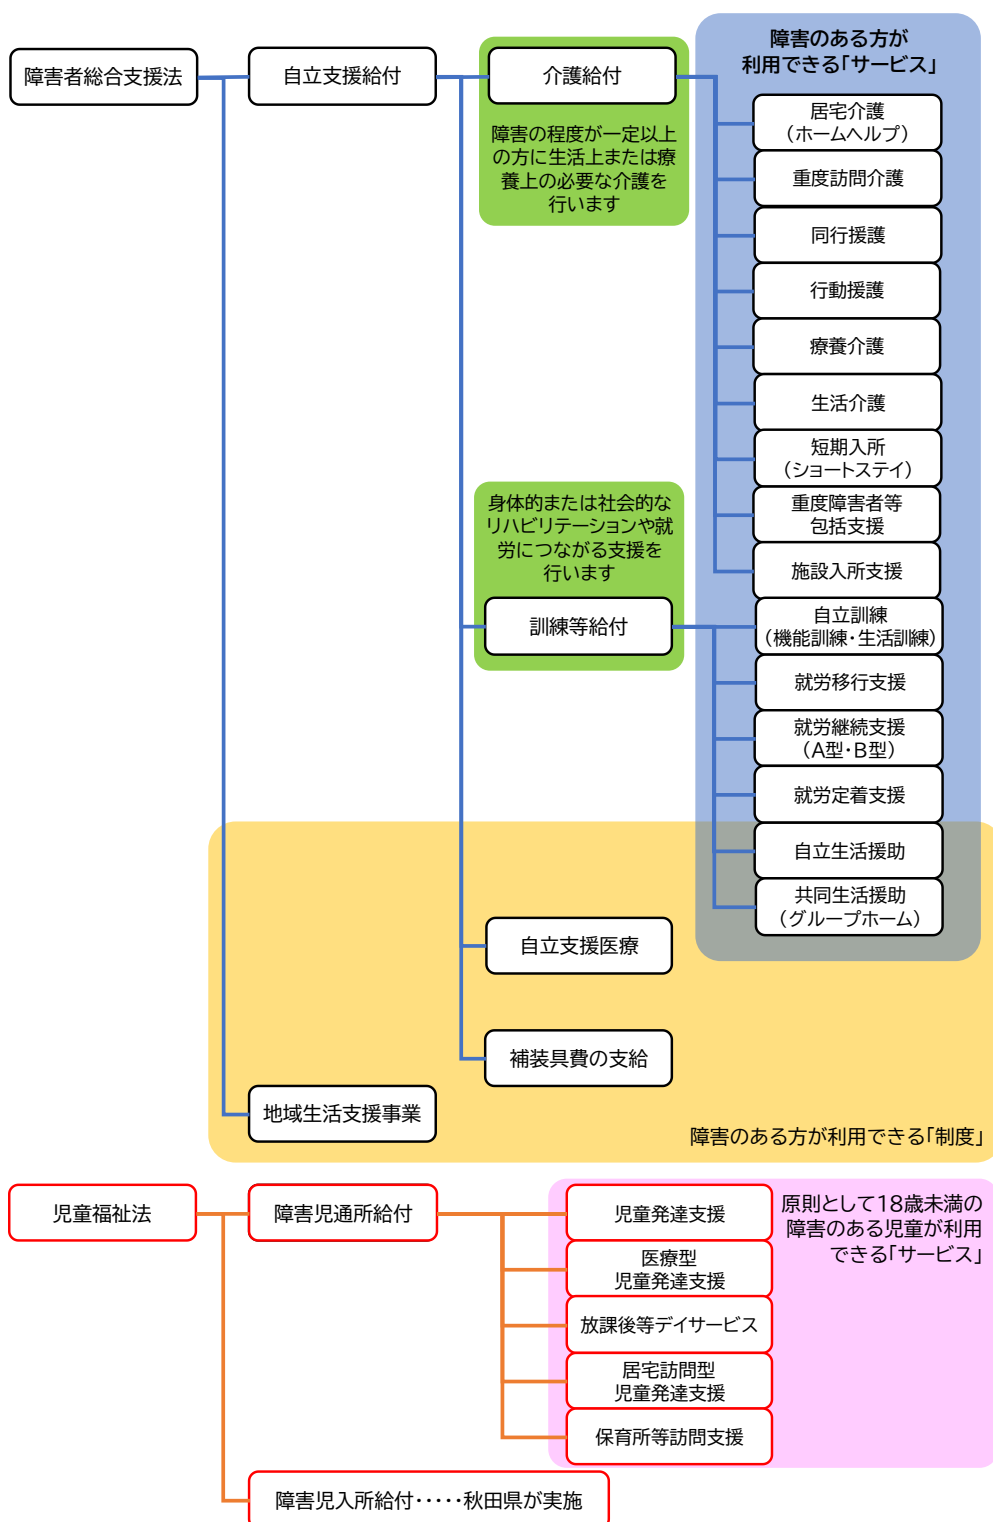 障害のある方が
利用できる「サービス」
障害者総合支援法
自立支援給付
介護給付
障害の程度が一定以上
の方に生活上または療
養上の必要な介護を
行います
居宅介護
（ホームヘルプ）
重度訪問介護
同行援護
行動援護
療養介護
生活介護
短期入所
（ショートステイ）
重度障害者等
包括支援
施設入所支援
身体的または社会的な
リハビリテーションや就
労につながる支援を
行います
訓練等給付
自立訓練
（機能訓練・生活訓練）
就労移行支援
就労継続支援
（A型・B型）
就労定着支援
自立生活援助
共同生活援助
（グループホーム）
自立支援医療
補装具費の支給
地域生活支援事業
障害のある方が利用できる「制度」
児童福祉法
障害児通所給付
児童発達支援
医療型
児童発達支援
放課後等デイサービス
居宅訪問型
児童発達支援
保育所等訪問支援
原則として18歳未満の
障害のある児童が利用
できる「サービス」
障害児入所給付・・・・・秋田県が実施